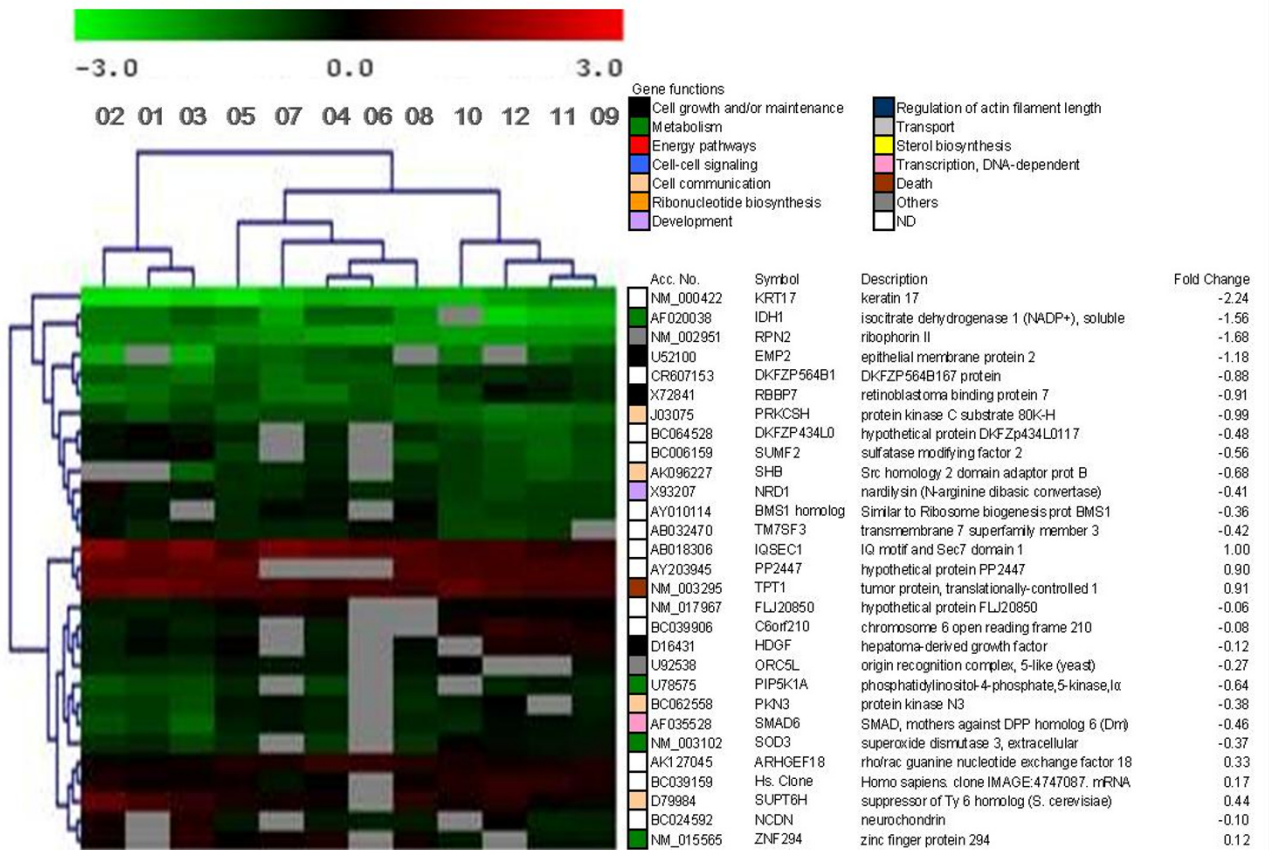 -3.0 0.0 3.0
02 01 03 05 07 04 06 08 10 12 11 09
Gene functions
Cell growth and/or maintenance
Metabolism
Energy pathways
Cell-cell signaling
Cell communication
Ribonucleotide biosynthesis
Development
Regulation of actin filament length
Transport
Sterol biosynthesis
Transcription, DNA-dependent
Death
Others
ND
Acc. No. Symbol Description Fold Change
NM_000422 KRT17 keratin 17 -2.24
AF020038 IDH1 isocitrate dehydrogenase 1 (NADP+), soluble -1.56
NM_002951 RPN2 ribophorin II -1.68
U52100 EMP2 epithelial membrane protein 2 -1.18
CR607153 DKFZP564B1 DKFZP564B167 protein -0.88
X72841 RBBP7 retinoblastoma binding protein 7 -0.91
J03075 PRKCSH protein kinase C substrate 80K-H -0.99
BC064528 DKFZP434L0 hypothetical protein DKFZp434L0117 -0.48
BC006159 SUMF2 sulfatase modifying factor 2 -0.56
AK096227 SHB Src homology 2 domain adaptor prot B -0.68
X93207 NRD1 nardilysin (N-arginine dibasic convertase) -0.41
AY010114 BMS1 homolog Similar to Ribosome biogenesis prot BMS1 -0.36
AB032470 TM7SF3 transmembrane 7 superfamily member 3 -0.42
AB018306 IQSEC1 IQ motif and Sec7 domain 1 1.00
AY203945 PP2447 hypothetical protein PP2447 0.90
NM_003295 TPT1 tumor protein, translationally-controlled 1 0.91
NM_017967 FLJ20850 hypothetical protein FLJ20850 -0.06
BC039906 C6orf210 chromosome 6 open reading frame 210 -0.08
D16431 HDGF hepatoma-derived growth factor -0.12
U92538 ORC5L origin recognition complex, 5-like (yeast) -0.27
U78575 PIP5K1A phosphatidylinositol-4-phosphate,5-kinase,Iα -0.64
BC062558 PKN3 protein kinase N3 -0.38
AF035528 SMAD6 SMAD, mothers against DPP homolog 6 (Dm) -0.46
NM_003102 SOD3 superoxide dismutase 3, extracellular -0.37
AK127045 ARHGEF18 rho/rac guanine nucleotide exchange factor 18 0.33
BC039159 Hs. Clone Homo sapiens. clone IMAGE:4747087. mRNA 0.17
D79984 SUPT6H suppressor of Ty 6 homolog (S. cerevisiae) 0.44
BC024592 NCDN neurochondrin -0.10
NM_015565 ZNF294 zinc finger protein 294 0.12